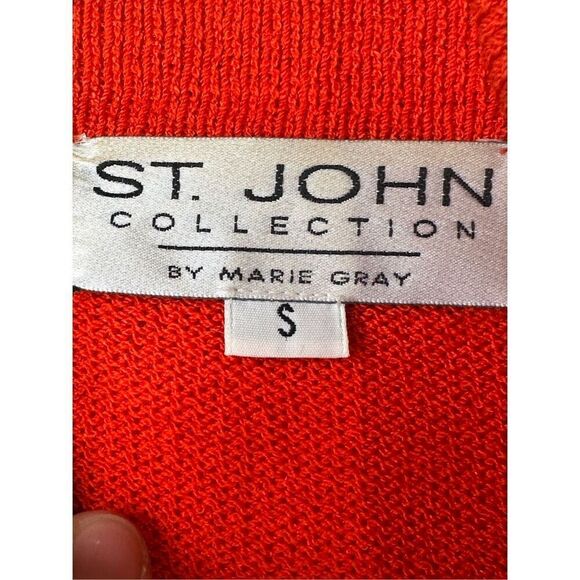 ST. JOHN
COLLECTION
BY MARIE GRAY
S